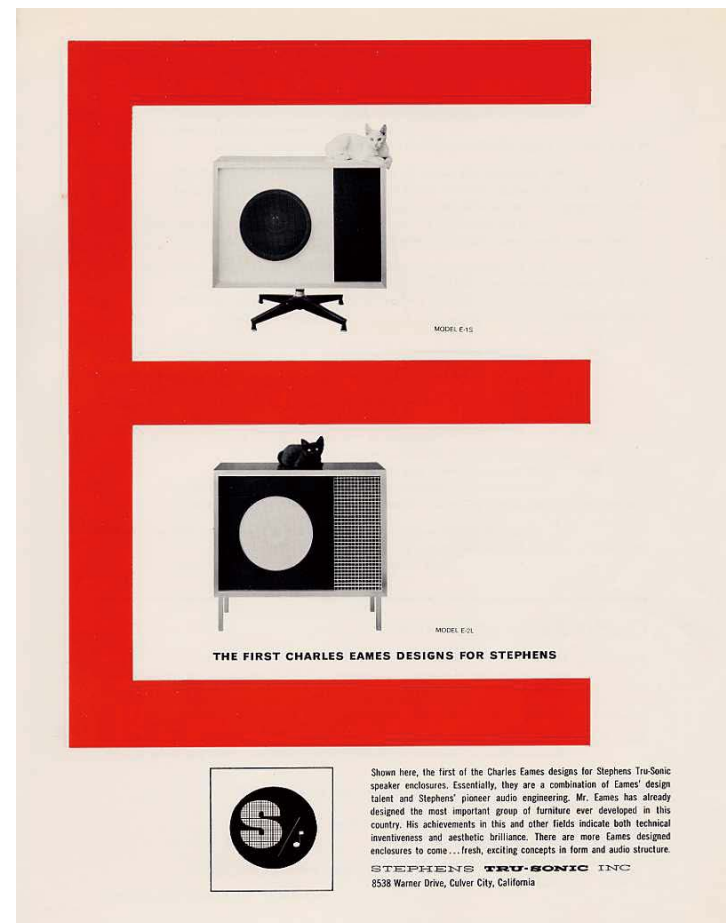 MODEL E-1S
MODEL E-2L
THE FIRST CHARLES EAMES DESIGNS FOR STEPHENS
S
Shown here, the first of the Charles Eames designs for Stephens Tru-Sonic
speaker enclosures. Essentially, they are a combination of Eames' design
talent and Stephens' pioneer audio engineering. Mr. Eames has already
designed the most important group of furniture ever developed in this
country. His achievements in this and other fields indicate both technical
inventiveness and aesthetic brilliance. There are more Eames designed
enclosures to come...fresh, exciting concepts in form and audio structure.
STEPHENS TRU-SONIC INC
8538 Warner Drive, Culver City, California